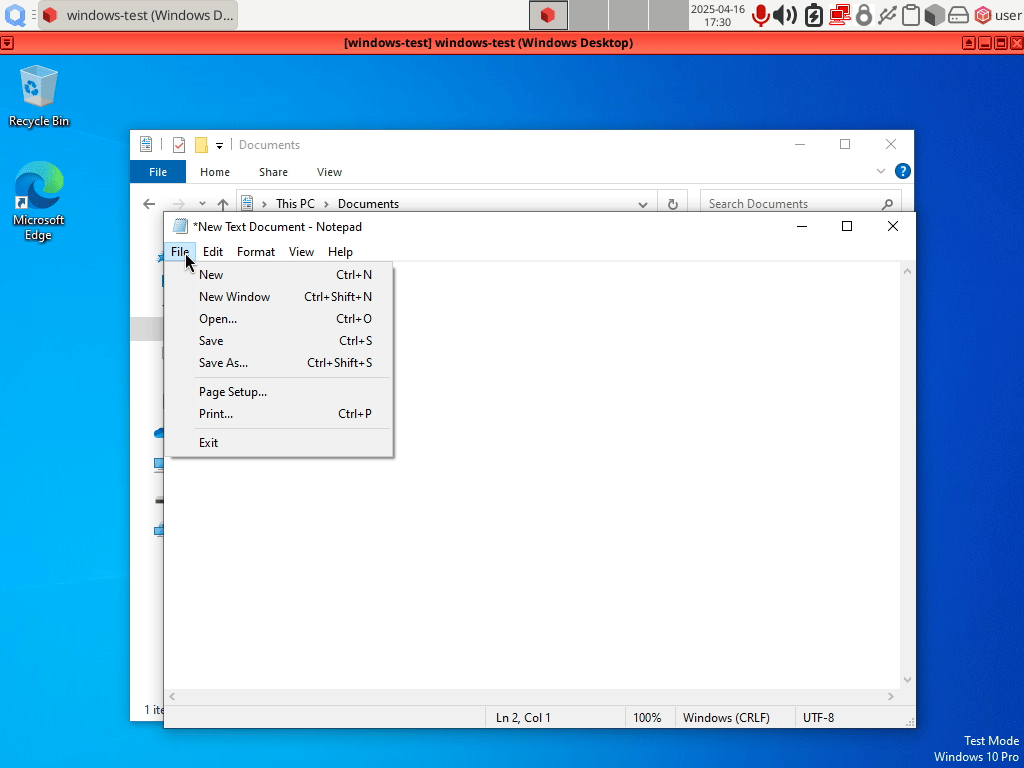 windows-test (Windows D...
2025-04-16
17:30
user
[windows-test] windows-test (Windows Desktop)
Recycle Bin
Microsoft
Edge
Documents
File Home Share View
This PC > Documents
Search Documents
*New Text Document - Notepad
File Edit Format View Help
New Ctrl+N
New Window Ctrl+Shift+N
Open... Ctrl+O
Save Ctrl+S
Save As... Ctrl+Shift+S
Page Setup...
Print... Ctrl+P
Exit
1 ite
Ln 2, Col 1 100% Windows (CRLF) UTF-8
Test Mode
Windows 10 Pro